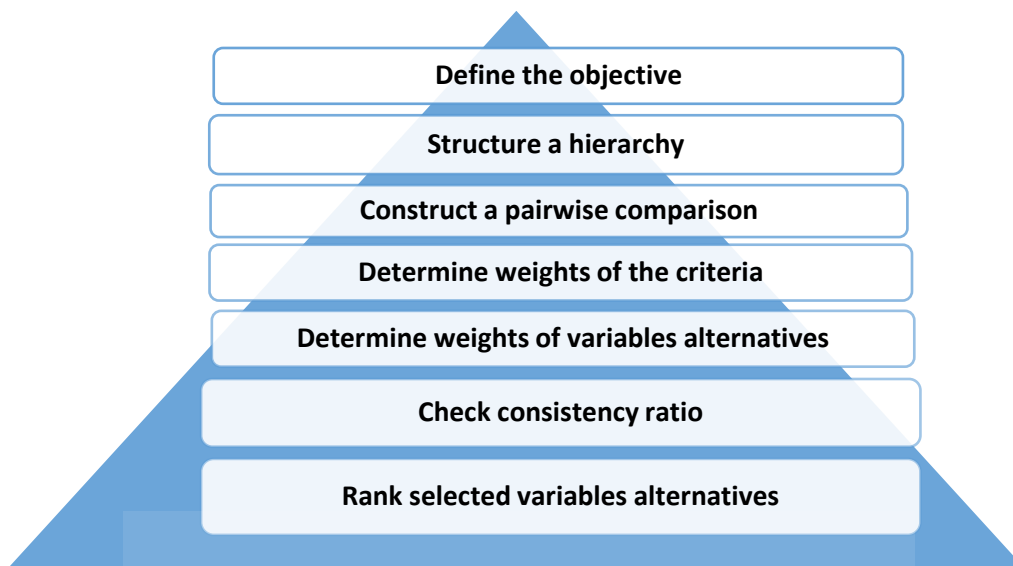 Define the objective
Structure a hierarchy
Construct a pairwise comparison
Determine weights of the criteria
Determine weights of variables alternatives
Check consistency ratio
Rank selected variables alternatives